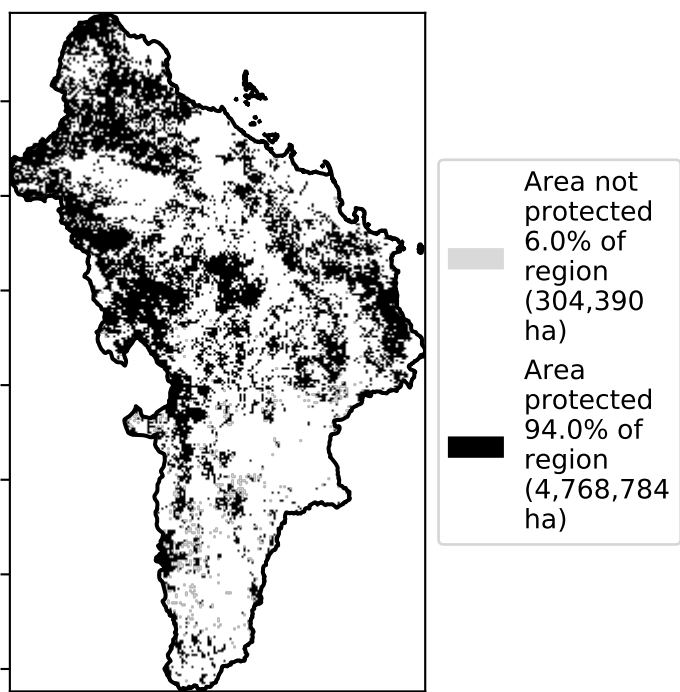 Area not
protected
6.0% of
region
(304,390
ha)
Area
protected
94.0% of
region
(4,768,784
ha)